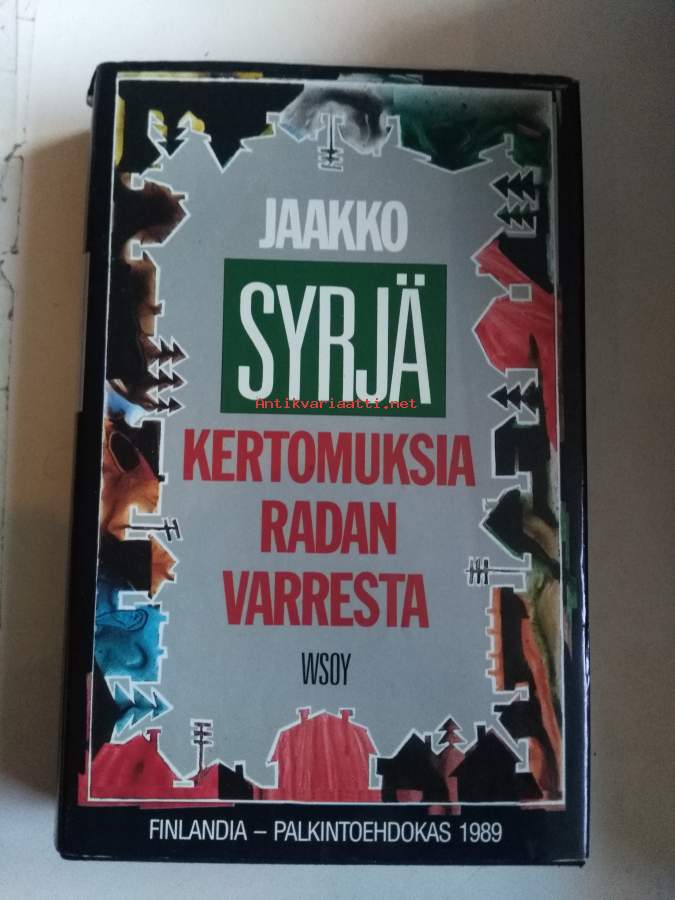 JAAKKO
SYRJÄ
Antikvariaatti.net
KERTOMUKSIA
RADAN
VARRESTA
WSOY
FINLANDIA – PALKINTOEHDOKAS 1989